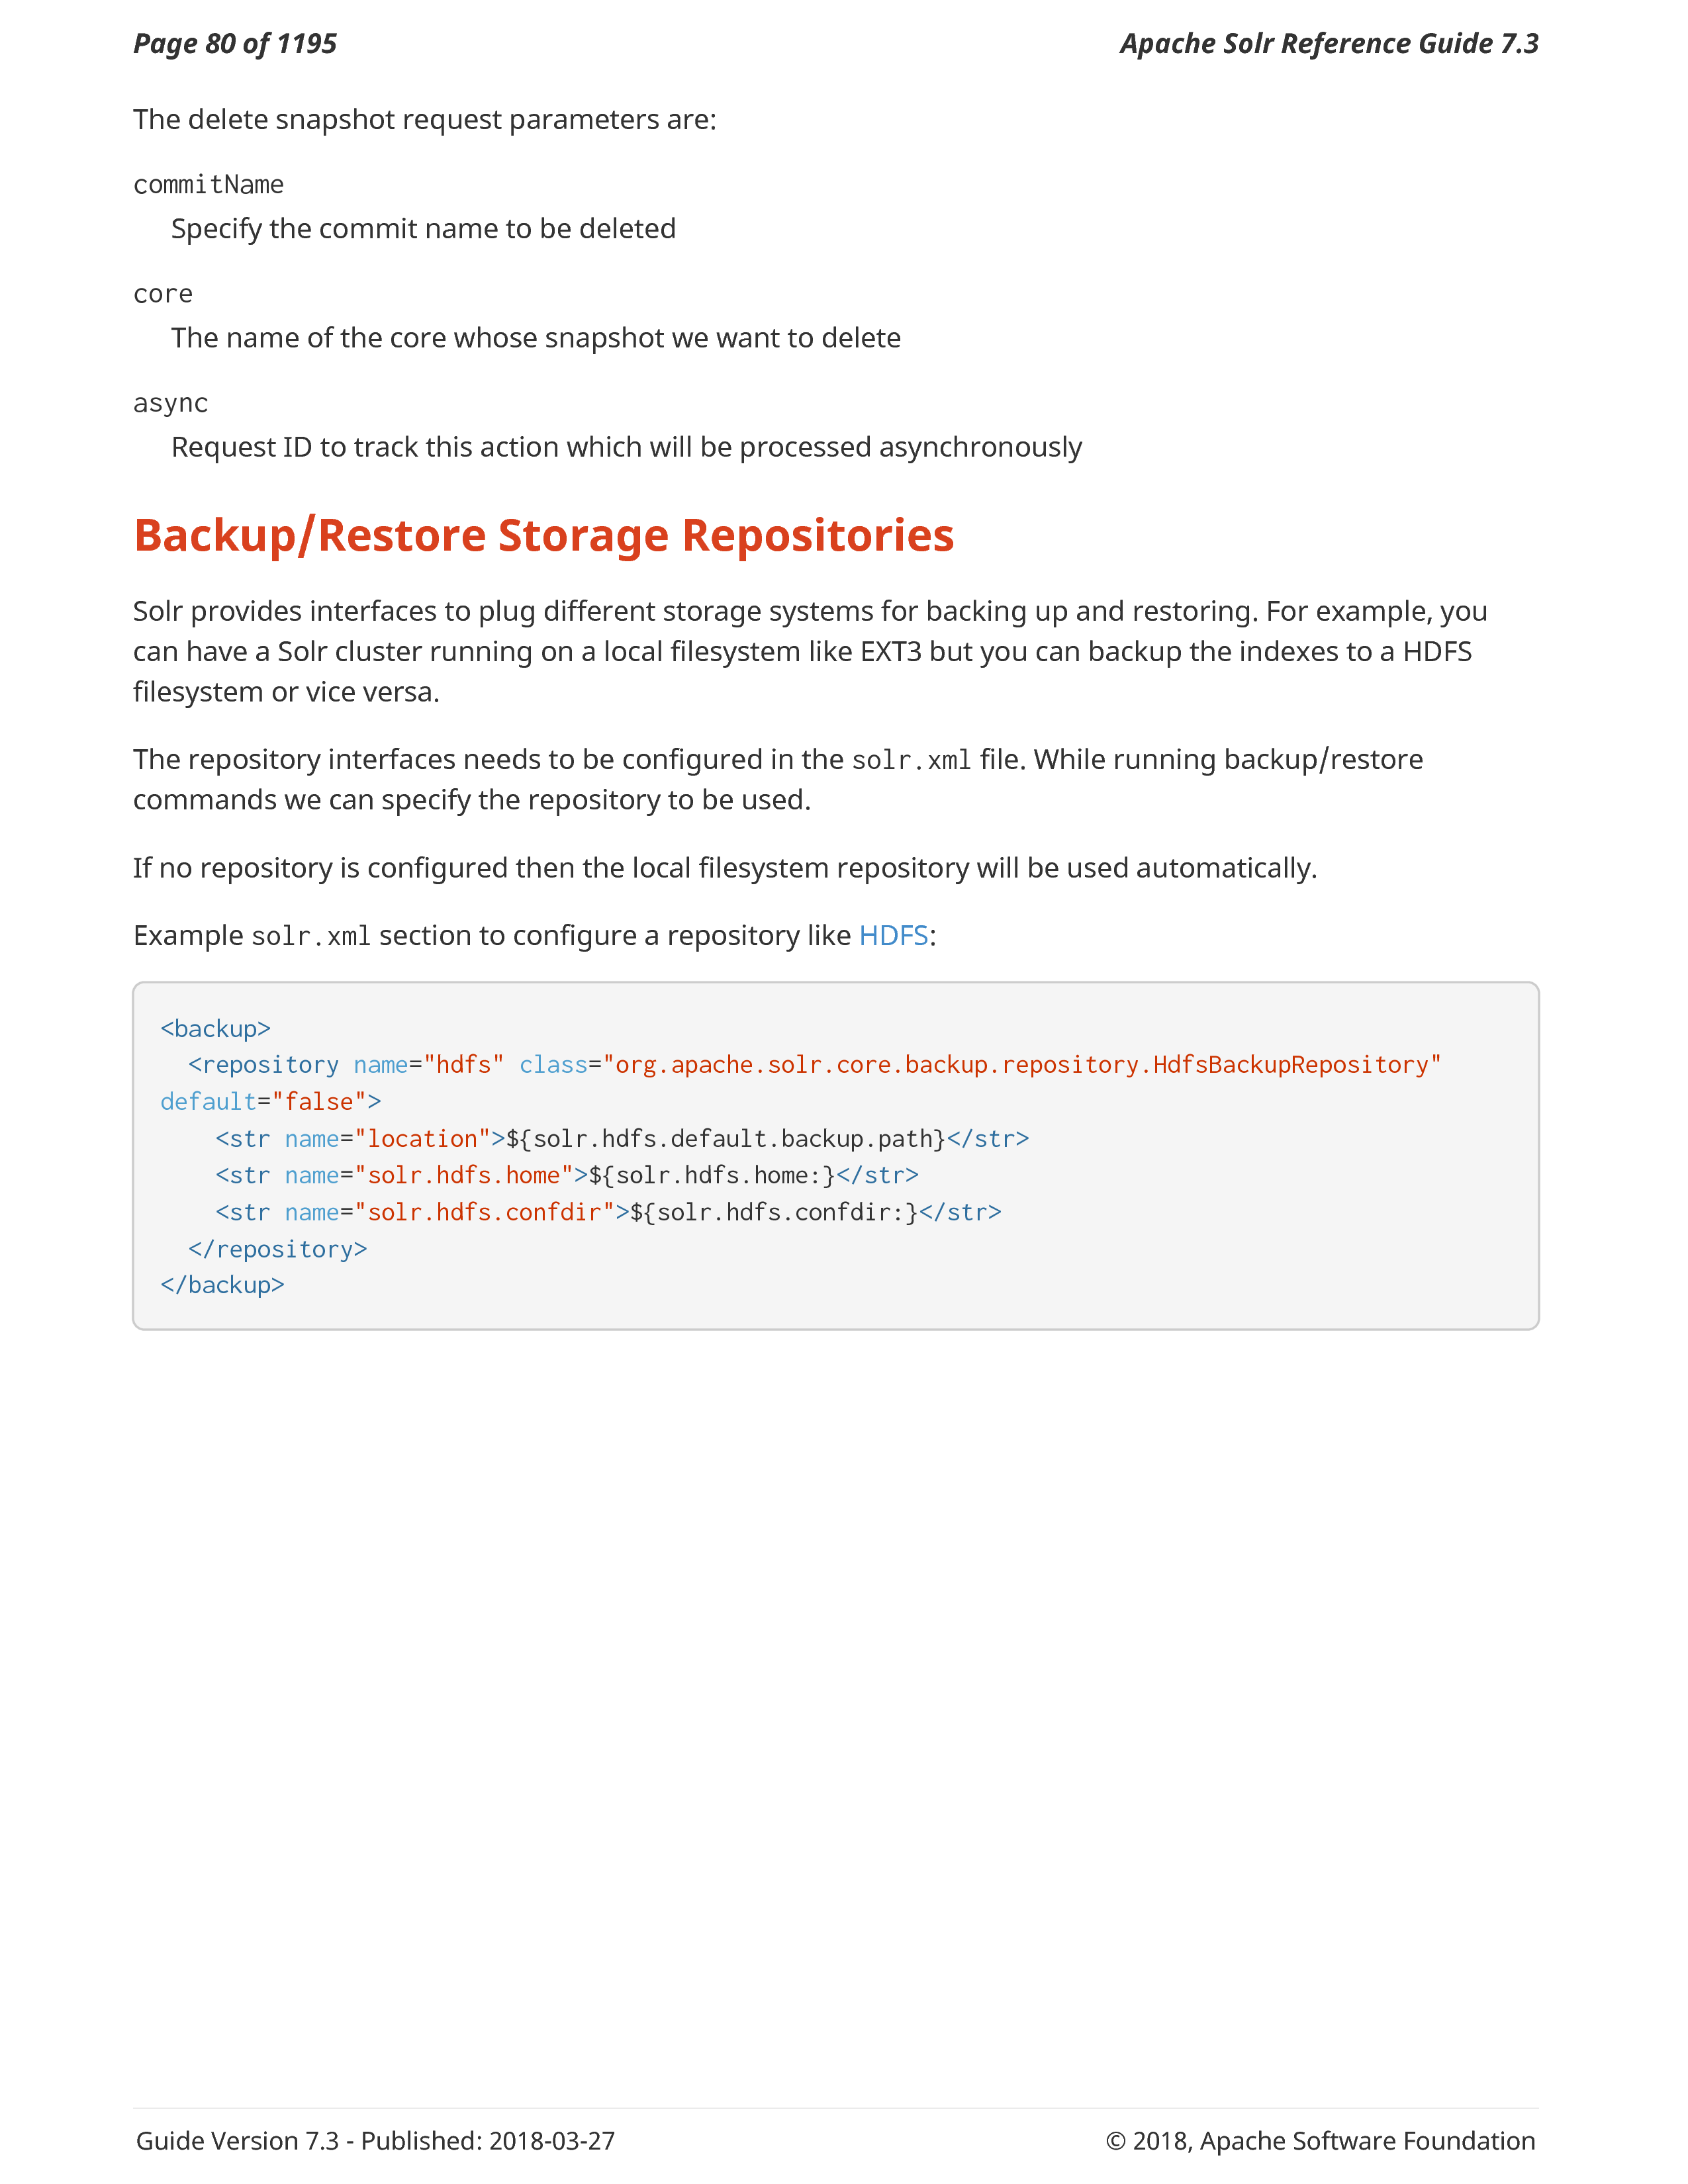 Page 80 of 1195
Apache Solr Reference Guide 7.3
The delete snapshot request parameters are:
commitName
Specify the commit name to be deleted
core
The name of the core whose snapshot we want to delete
async
Request ID to track this action which will be processed asynchronously
Backup/Restore Storage Repositories
Solr provides interfaces to plug different storage systems for backing up and restoring. For example, you
can have a Solr cluster running on a local filesystem like EXT3 but you can backup the indexes to a HDFS
filesystem or vice versa.
The repository interfaces needs to be configured in the solr.xml file. While running backup/restore
commands we can specify the repository to be used.
If no repository is configured then the local filesystem repository will be used automatically.
Example solr.xml section to configure a repository like HDFS:
<backup>
  <repository name="hdfs" class="org.apache.solr.core.backup.repository.HdfsBackupRepository"
default="false">
    <str name="location">${solr.hdfs.default.backup.path}</str>
    <str name="solr.hdfs.home">${solr.hdfs.home:}</str>
    <str name="solr.hdfs.confdir">${solr.hdfs.confdir:}</str>
  </repository>
</backup>
Guide Version 7.3 - Published: 2018-03-27
© 2018, Apache Software Foundation